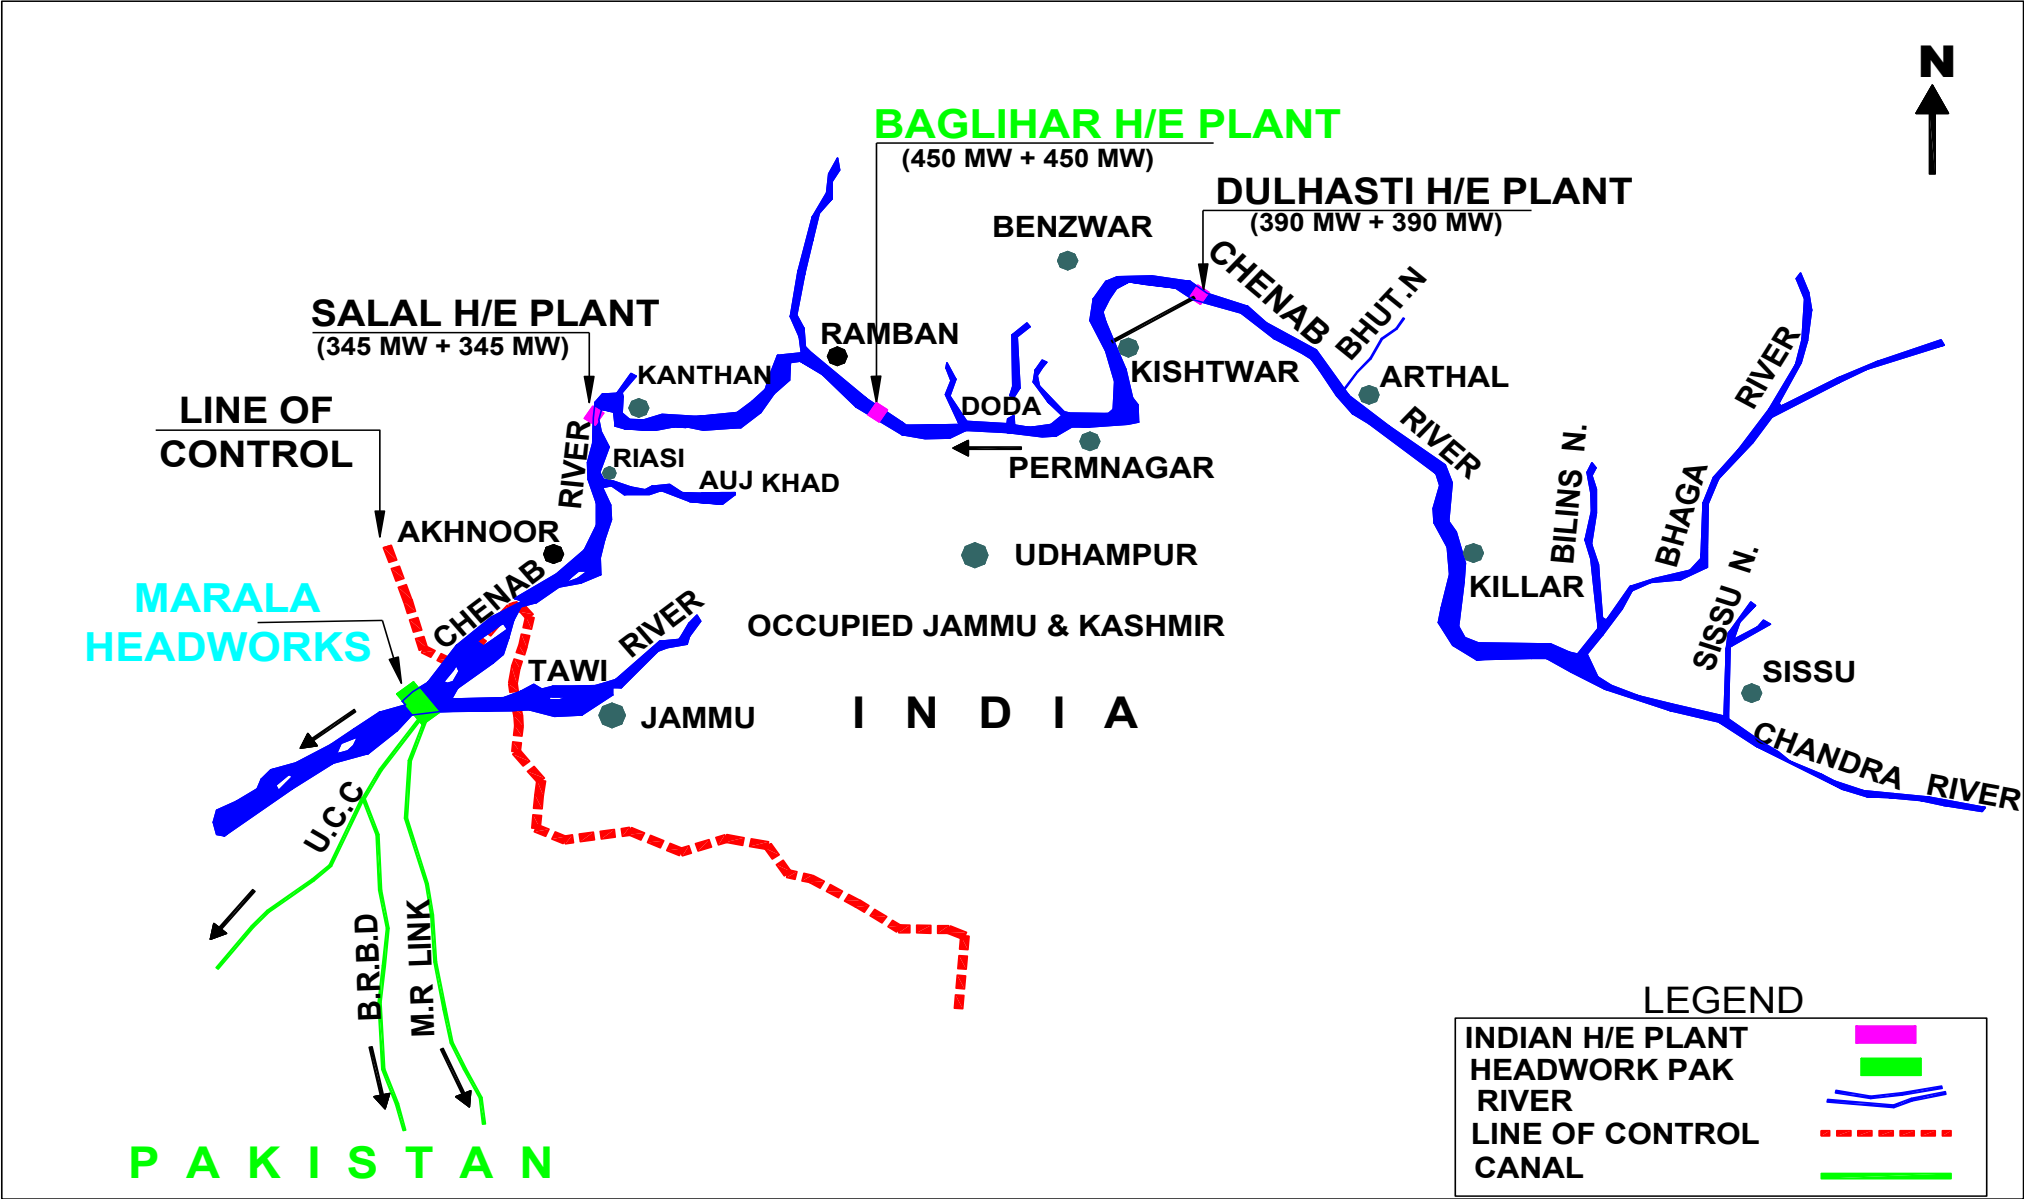 N
BAGLIHAR H/E PLANT
(450 MW + 450 MW)
DULHASTI H/E PLANT
(390 MW + 390 MW)
BENZWAR
CHENAB
BHUT.N
SALAL H/E PLANT
(345 MW + 345 MW)
RAMBAN
KANTHAN
KISHTWAR
ARTHAL
RIVER
LINE OF
CONTROL
DODA
RIVER
RIVER
RIASI
AUJ KHAD
PERMNAGAR
BILINS N.
BHAGA
AKHNOOR
UDHAMPUR
KILLAR
SISSU N.
MARALA
HEADWORKS
CHENAB
RIVER
OCCUPIED JAMMU & KASHMIR
TAWI
SISSU
JAMMU
INDIA
CHANDRA RIVER
U.C.C
B.R.B.D
M.R LINK
PAKISTAN
LEGEND
INDIAN H/E PLANT
HEADWORK PAK
RIVER
LINE OF CONTROL
CANAL